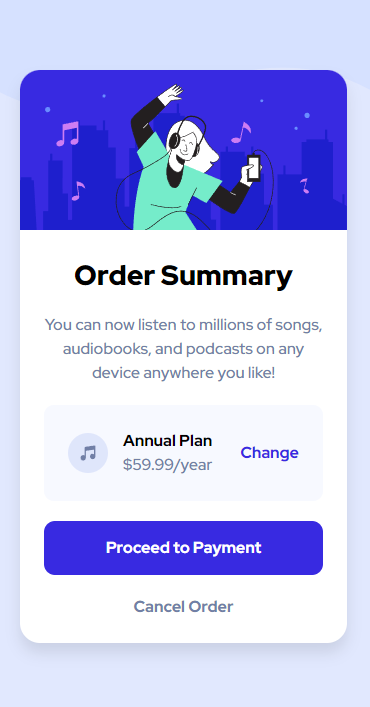 Order Summary
You can now listen to millions of songs,
audiobooks, and podcasts on any
device anywhere you like!
Annual Plan
$59.99/year
Change
Proceed to Payment
Cancel Order